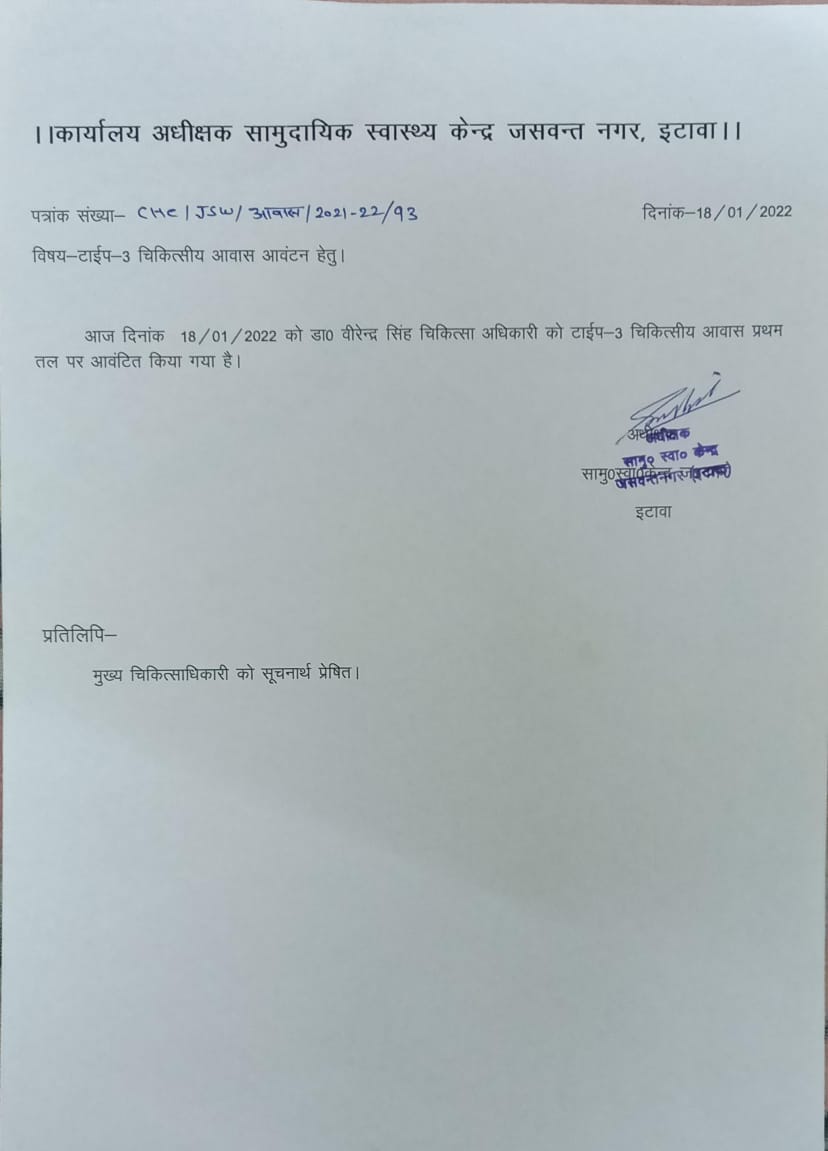 ।।कार्यालय अधीक्षक सामुदायिक स्वास्थ्य केन्द्र जसवन्त नगर, इटावा।।
पत्रांक संख्या– CHC / JSW / आवास / 2021-22/93
दिनांक–18/01/2022
विषय–टाईप–3 चिकित्सीय आवास आवंटन हेतु।
आज दिनांक 18/01/2022 को डा0 वीरेन्द्र सिंह चिकित्सा अधिकारी को टाईप–3 चिकित्सीय आवास प्रथम
तल पर आवंटित किया गया है।
अधीक्षक
सामु० स्वा० केन्द्र
सामु0स्वा0केन्द्र
जसवन्तनगर (इटावा)
इटावा
प्रतिलिपि–
मुख्य चिकित्साधिकारी को सूचनार्थ प्रेषित।